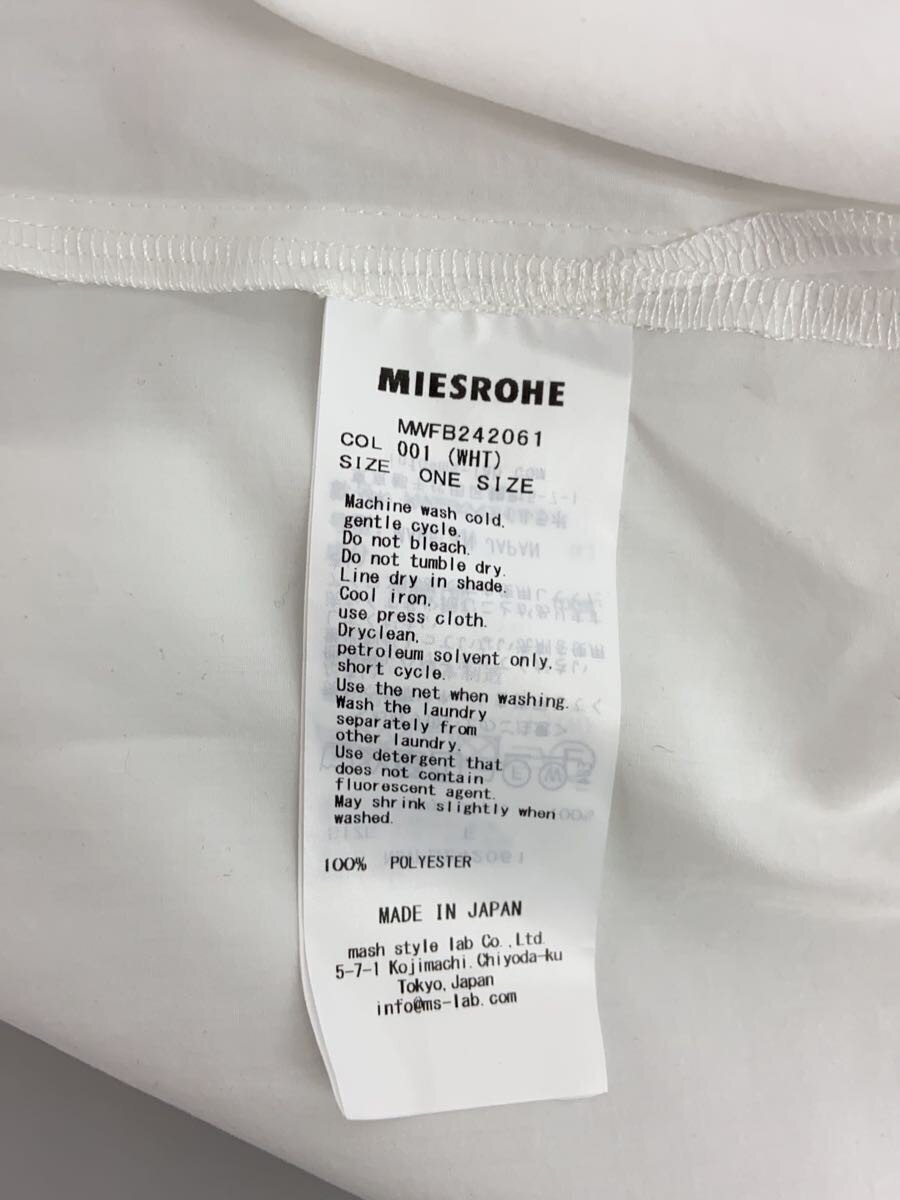 MIESROHE
MWFB242061
COL 001 (WHT)
SIZE ONE SIZE
Machine wash cold,
gentle cycle.
Do not bleach.
Do not tumble dry.
Line dry in shade.
Cool iron,
use press cloth.
Dryclean,
petroleum solvent only,
short cycle.
Use the net when washing.
Wash the laundry
separately from
other laundry.
Use detergent that
does not contain
fluorescent agent.
May shrink slightly when
washed.
100% POLYESTER
MADE IN JAPAN
mash style lab Co.,Ltd.
5-7-1 Kojimachi.Chiyoda-ku
Tokyo, Japan
info@ms-lab.com